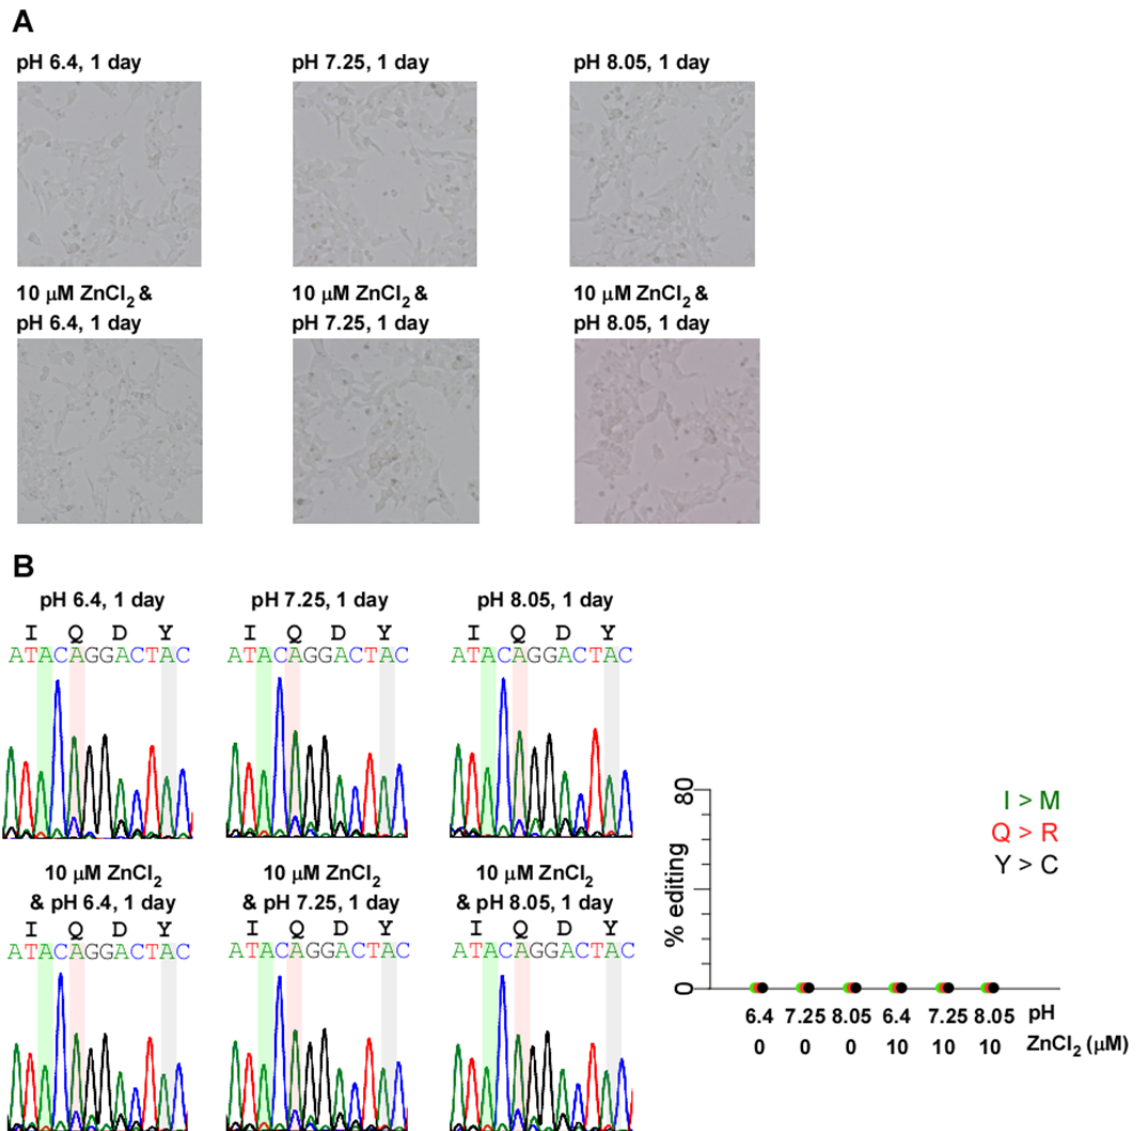 A
pH 6.4, 1 day pH 7.25, 1 day pH 8.05, 1 day
10 μM ZnCl2 & 10 μM ZnCl2 & 10 μM ZnCl2 &
pH 6.4, 1 day pH 7.25, 1 day pH 8.05, 1 day
B
pH 6.4, 1 day pH 7.25, 1 day pH 8.05, 1 day
I Q D Y I Q D Y I Q D Y
ATACAGGACTAC ATACAGGACTAC ATACAGGACTAC
10 μM ZnCl2 10 μM ZnCl2 10 μM ZnCl2
& pH 6.4, 1 day & pH 7.25, 1 day & pH 8.05, 1 day
I Q D Y I Q D Y I Q D Y
ATACAGGACTAC ATACAGGACTAC ATACAGGACTAC
80
% editing
0
I > M
Q > R
Y > C
6.4 7.25 8.05 6.4 7.25 8.05 pH
0 0 0 10 10 10 ZnCl2 (μM)